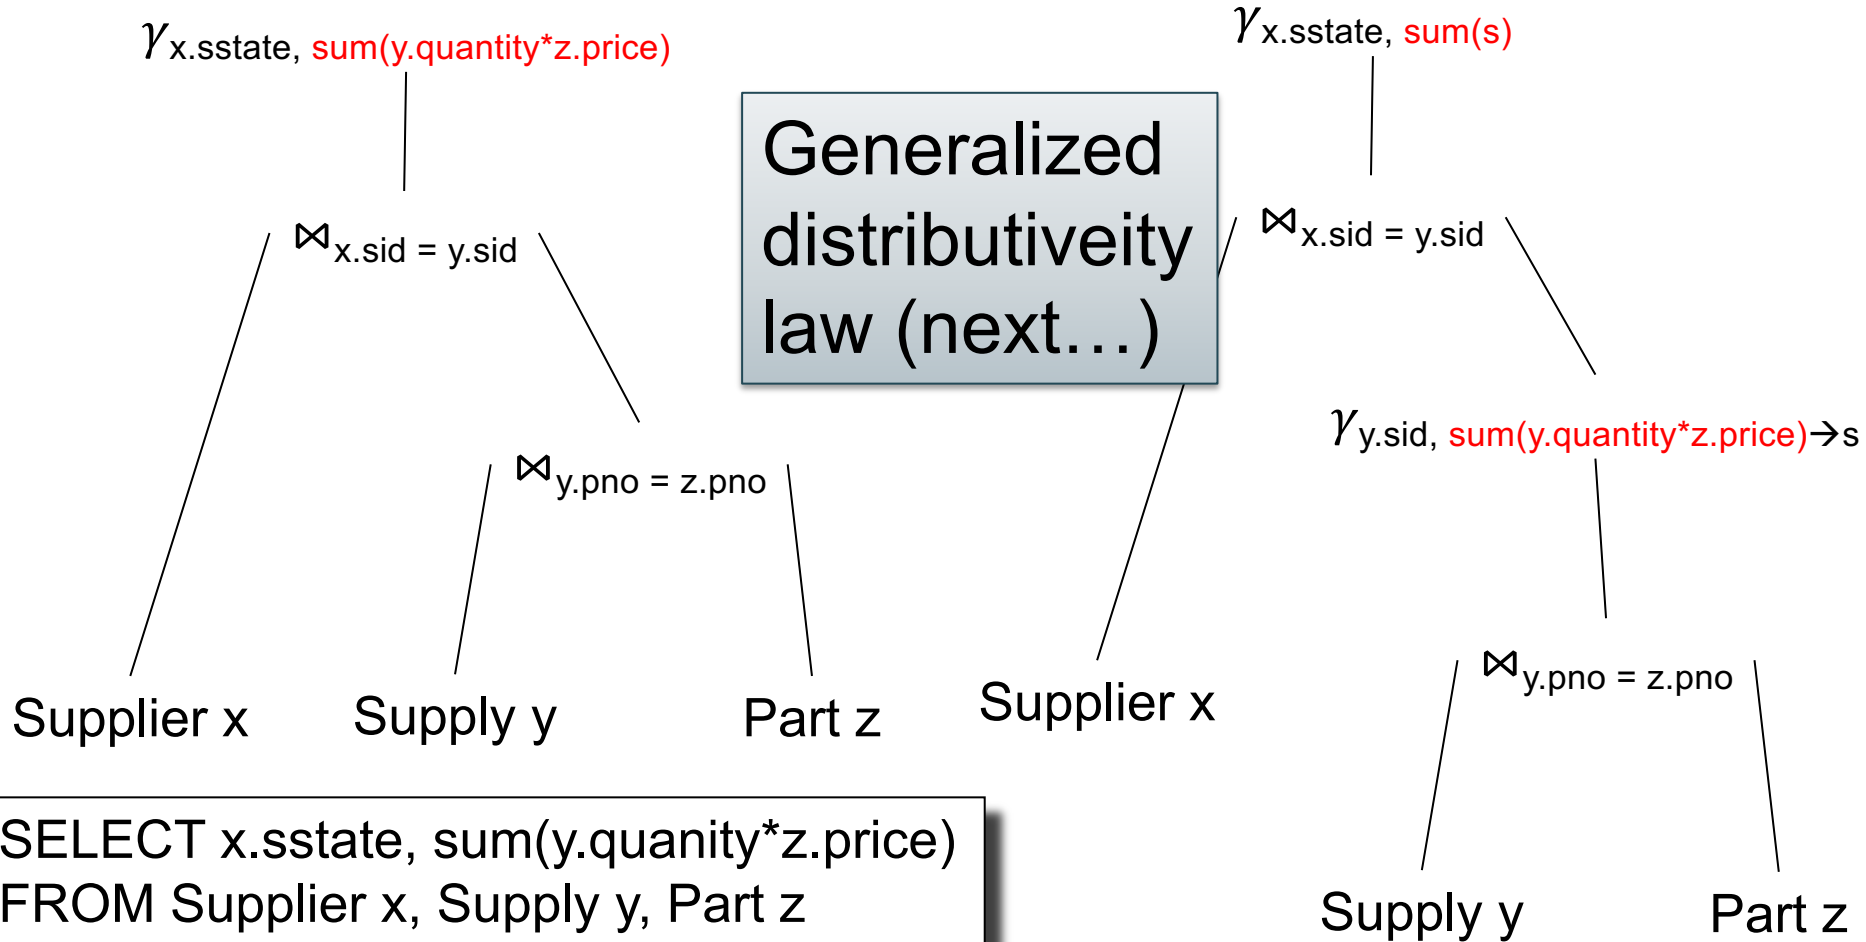 γx.sstate, sum(y.quantity*z.price)
⋈x.sid = y.sid
⋈y.pno = z.pno
Supplier x
Supply y
Part z
Generalized
distributiveity
law (next…)
γx.sstate, sum(s)
⋈x.sid = y.sid
γy.sid, sum(y.quantity*z.price)→s
Supplier x
⋈y.pno = z.pno
Supply y
Part z
SELECT x.sstate, sum(y.quanity*z.price)
FROM Supplier x, Supply y, Part z